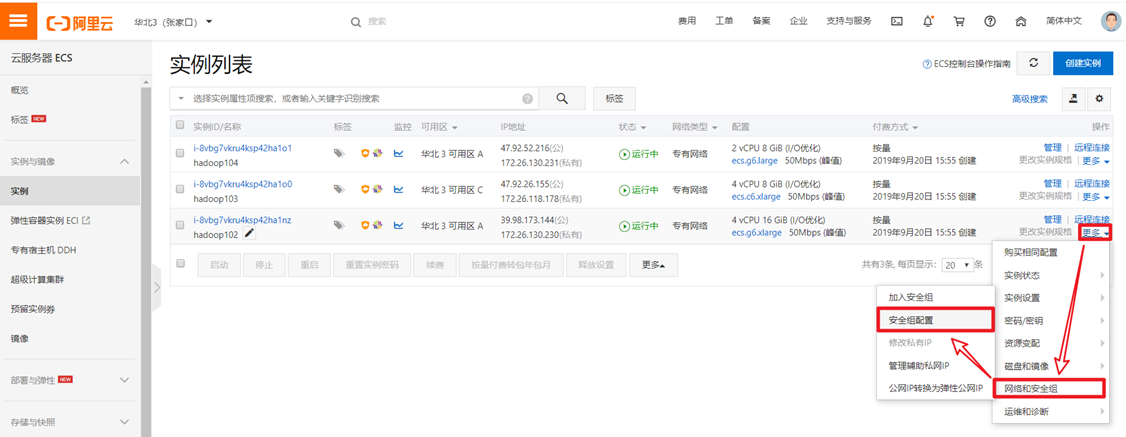 阿里云
华北3（张家口）
搜索
费用 工单 备案 企业 支持与服务 简体中文
云服务器 ECS
概览
标签 NEW
实例与镜像
实例
弹性容器实例 ECI
专有宿主机 DDH
超级计算集群
预留实例券
镜像
部署与弹性 NEW
存储与快照
实例列表
ECS控制台操作指南 创建实例
选择实例属性项搜索，或者输入关键字识别搜索 标签 高级搜索
实例ID/名称 标签 监控 可用区 IP地址 状态 网络类型 配置 付费方式 操作
i-8vbg7vkru4ksp42ha1o1
hadoop104
华北 3 可用区 A
47.92.52.216(公)
172.26.130.231(私有)
运行中
专有网络
2 vCPU 8 GiB (I/O优化)
ecs.g6.large 50Mbps (峰值)
按量
2019年9月20日 15:55 创建
管理 | 远程连接
更改实例规格 | 更多
i-8vbg7vkru4ksp42ha1o0
hadoop103
华北 3 可用区 C
47.92.26.155(公)
172.26.118.178(私有)
运行中
专有网络
4 vCPU 8 GiB (I/O优化)
ecs.c6.xlarge 50Mbps (峰值)
按量
2019年9月20日 15:55 创建
管理 | 远程连接
更改实例规格 | 更多
i-8vbg7vkru4ksp42ha1nz
hadoop102
华北 3 可用区 A
39.98.173.144(公)
172.26.130.230(私有)
运行中
专有网络
4 vCPU 16 GiB (I/O优化)
ecs.g6.xlarge 50Mbps (峰值)
按量
2019年9月20日 15:55 创建
管理 | 远程连接
更改实例规格 | 更多
启动 停止 重启 重置实例密码 续费 按量付费转包年包月 释放设置 更多
共有3条, 每页显示： 20 条
购买相同配置
实例状态
实例设置
密码/密钥
资源变配
磁盘和镜像
网络和安全组
运维和诊断
加入安全组
安全组配置
修改私有IP
管理辅助私网IP
公网IP转换为弹性公网IP